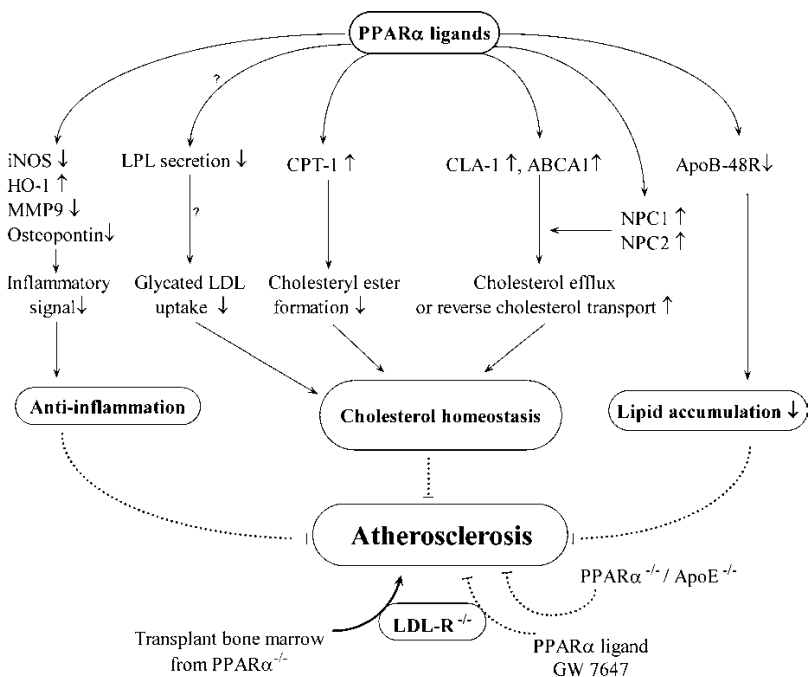 PPARα ligands
?
iNOS ↓
HO-1 ↑
MMP9 ↓
Ostcopontin ↓
LPL secretion ↓
CPT-1 ↑
CLA-1 ↑, ABCA1 ↑
ApoB-48R ↓
NPC1 ↑
NPC2 ↑
?
Inflammatory
signal ↓
Glycated LDL
uptake ↓
Cholesteryl ester
formation ↓
Cholesterol efflux
or reverse cholesterol transport ↑
Anti-inflammation
Cholesterol homeostasis
Lipid accumulation ↓
Atherosclerosis
PPARα -/- / ApoE -/-
LDL-R -/-
Transplant bone marrow
from PPARα -/-
PPARα ligand
GW 7647